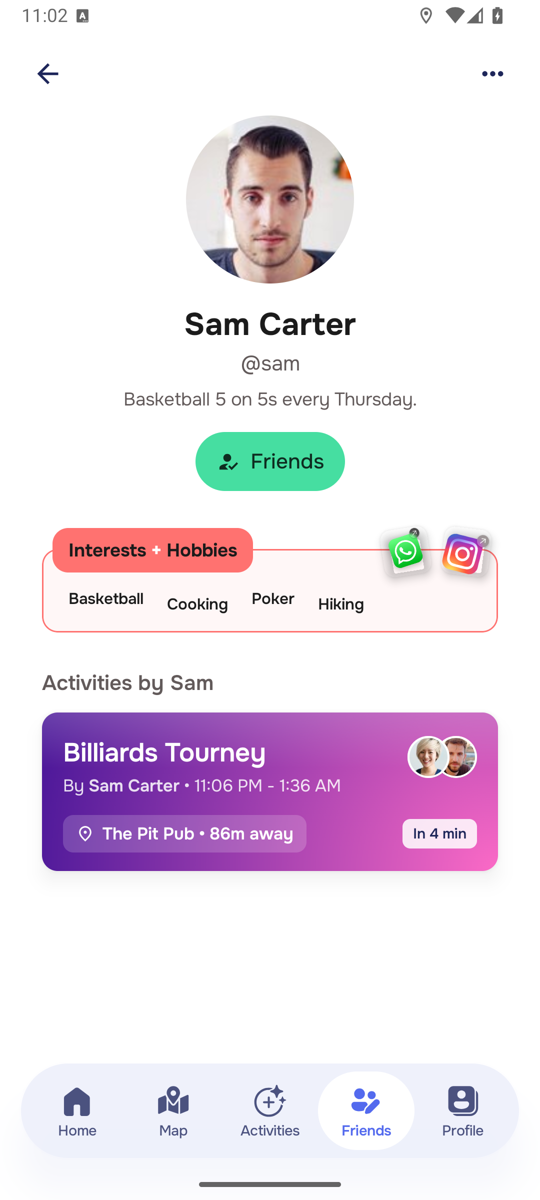 11:02 A
Sam Carter
@sam
Basketball 5 on 5s every Thursday.
Friends
Interests + Hobbies
Basketball Cooking Poker Hiking
Activities by Sam
Billiards Tourney
By Sam Carter • 11:06 PM - 1:36 AM
The Pit Pub • 86m away
In 4 min
Home Map Activities Friends Profile